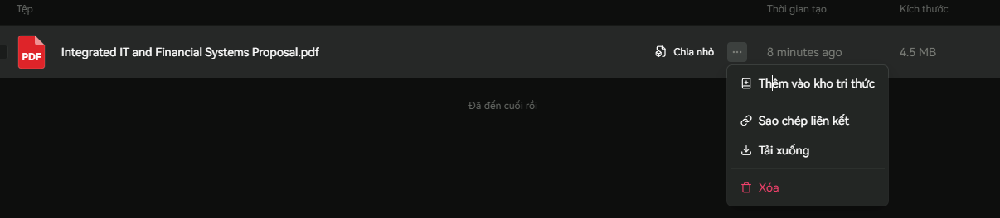 Tệp Thời gian tạo Kích thước
PDF Integrated IT and Financial Systems Proposal.pdf Chia nhỏ ... 8 minutes ago 4.5 MB
Thêm vào kho tri thức
Đã đến cuối rồi
Sao chép liên kết
Tải xuống
Xóa